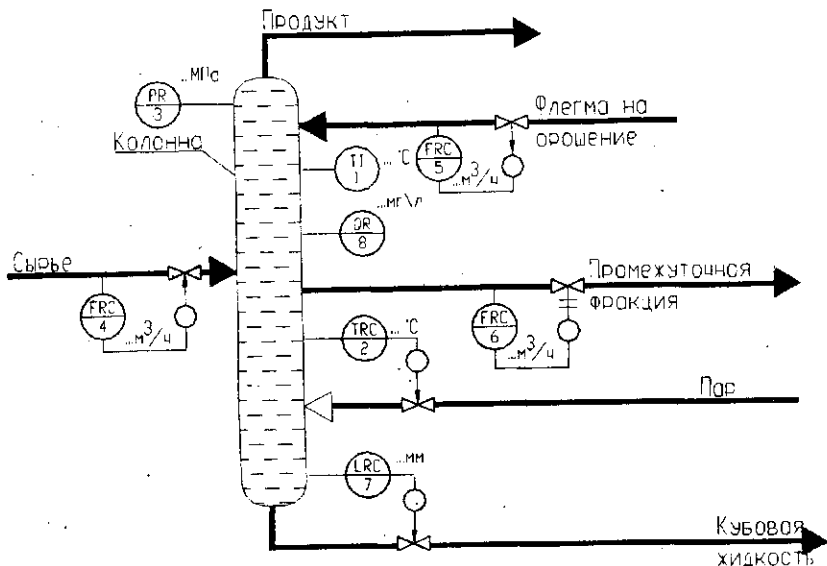 Продукт
...МПа
PR
3
Флегма на
орошение
Колонна
FRC
5
...м³/ч
TI
1
...°С
...мг\л
QR
8
Сырье
FRC
4
...м³/ч
Промежуточная
фракция
FRC
6
...м³/ч
TRC
2
...°С
Пар
LRC
7
...мм
Кубовая
жидкость